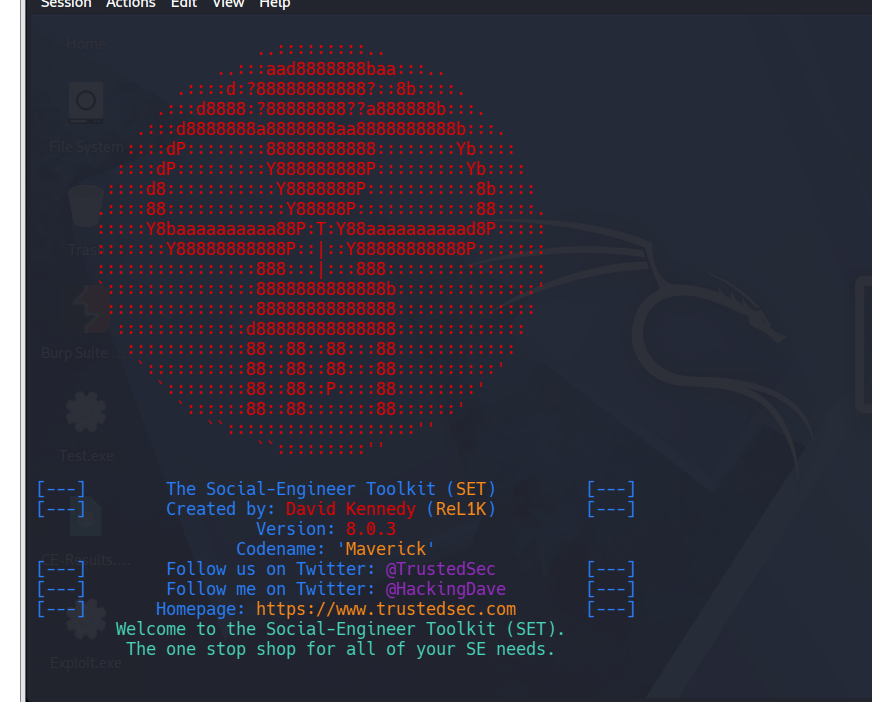 Session Actions Edit View Help
Home
..:::::::::..
..:::aad8888888baa:::..
.::::d:?88888888888?::8b::::.
.:::d8888:?88888888??a888888b:::.
.:::d8888888a8888888aa8888888888b:::.
::::dP::::::::88888888888::::::::Yb::::
::::dP:::::::::Y888888888P:::::::::Yb::::
::::d8:::::::::::Y8888888P:::::::::::8b::::
.::::88::::::::::::Y88888P::::::::::::88::::.
:::::Y8baaaaaaaaaa88P:T:Y88aaaaaaaaaad8P:::::
:::::::Y88888888888P::|::Y88888888888P:::::::
::::::::::::::::888:::|:::888::::::::::::::::
`:::::::::::::::8888888888888b::::::::::::::'
:::::::::::::::88888888888888::::::::::::::
:::::::::::::d88888888888888:::::::::::::
::::::::::::88::88::88:::88::::::::::::
`::::::::::88::88::88:::88::::::::::'
`::::::::88::88::P::::88::::::::'
`::::::88::88:::::::88::::::'
``:::::::::::::::::::''
``:::::::::''
File System
Trash
Burp Suite ...
Test.exe
CE-Results....
Exploit.exe
[---] The Social-Engineer Toolkit (SET) [---]
[---] Created by: David Kennedy (ReL1K) [---]
Version: 8.0.3
Codename: 'Maverick'
[---] Follow us on Twitter: @TrustedSec [---]
[---] Follow me on Twitter: @HackingDave [---]
[---] Homepage: https://www.trustedsec.com [---]
Welcome to the Social-Engineer Toolkit (SET).
The one stop shop for all of your SE needs.